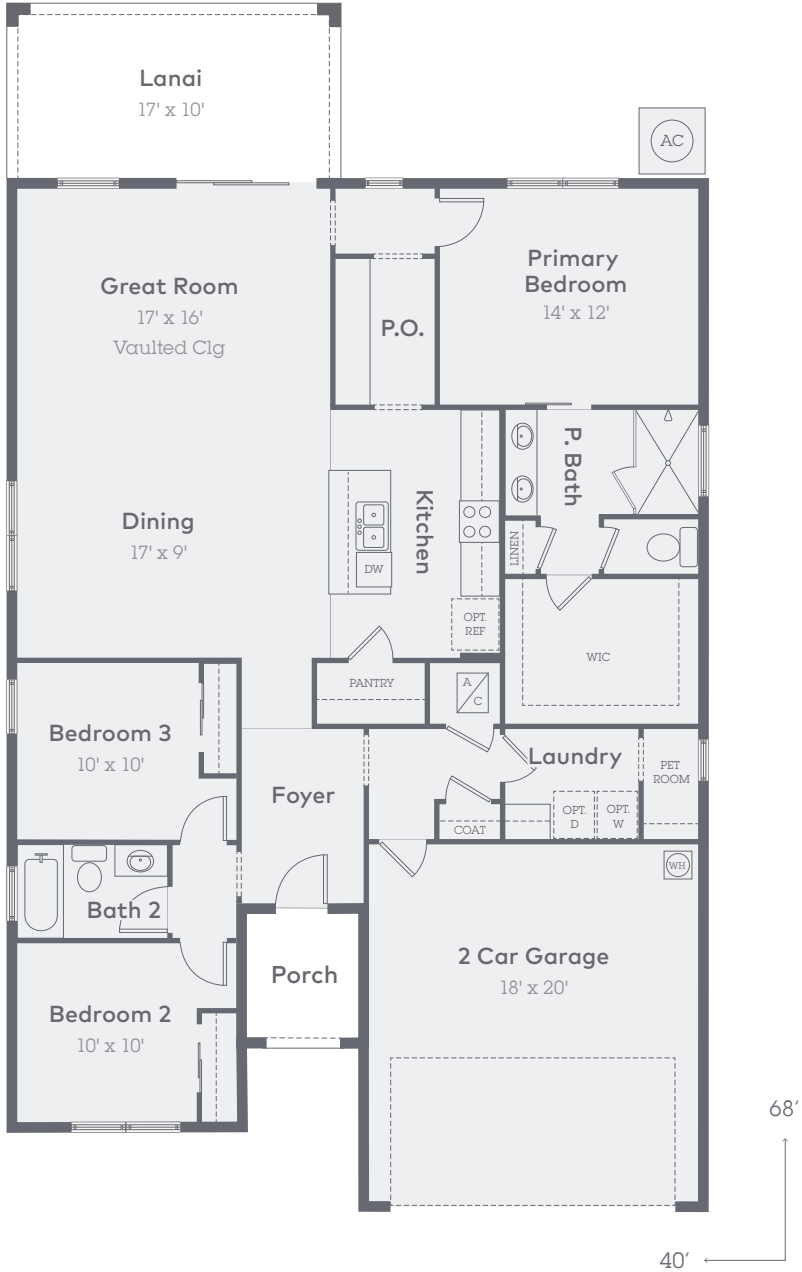 Lanai
17' x 10'
AC
Great Room
17' x 16'
Vaulted Clg
P.O.
Primary
Bedroom
14' x 12'
P. Bath
Dining
17' x 9'
Kitchen
DW
LINEN
OPT.
REF
WIC
PANTRY
A
C
Bedroom 3
10' x 10'
Foyer
Laundry
PET
ROOM
OPT.
D
OPT.
W
COAT
WH
Bath 2
Porch
2 Car Garage
18' x 20'
Bedroom 2
10' x 10'
68'
40'